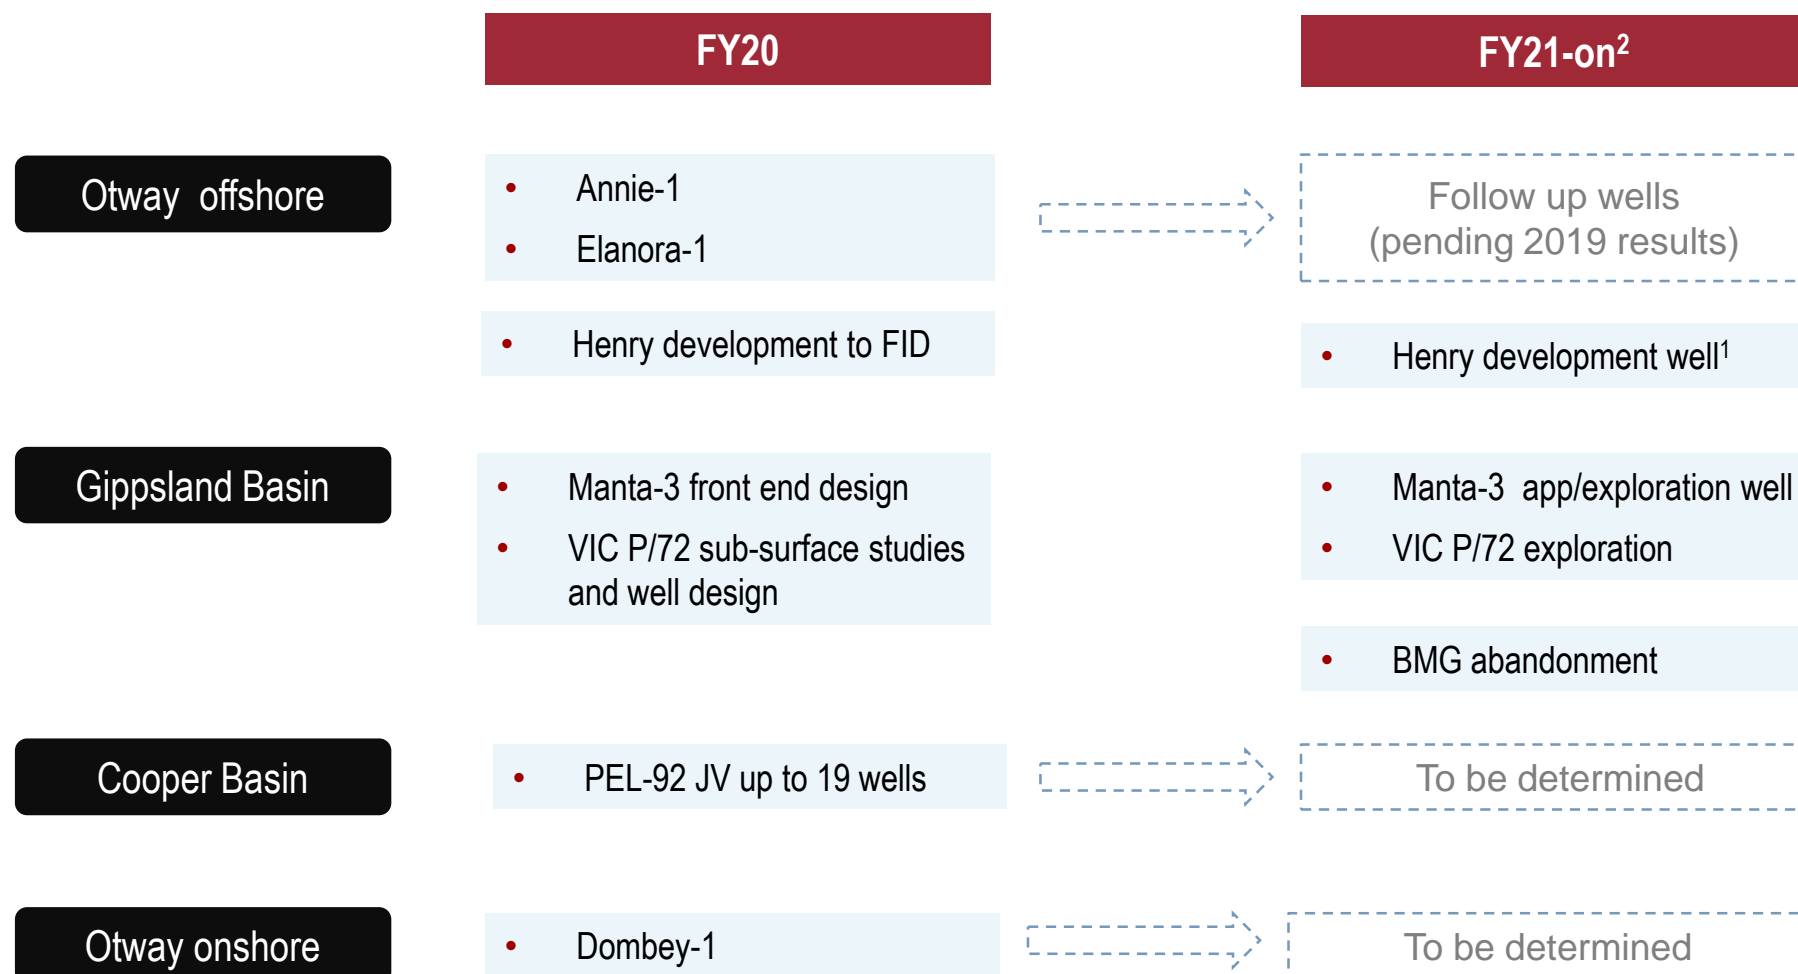 FY20
FY21-on²
Otway offshore
• Annie-1
• Elanora-1
Follow up wells
(pending 2019 results)
• Henry development to FID
• Henry development well¹
Gippsland Basin
• Manta-3 front end design
• VIC P/72 sub-surface studies
and well design
• Manta-3 app/exploration well
• VIC P/72 exploration
• BMG abandonment
Cooper Basin
• PEL-92 JV up to 19 wells
To be determined
Otway onshore
• Dombey-1
To be determined